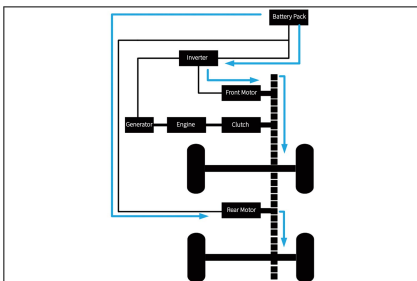 Battery Pack
Inverter
Front Motor
Generator
Engine
Clutch
Rear Motor